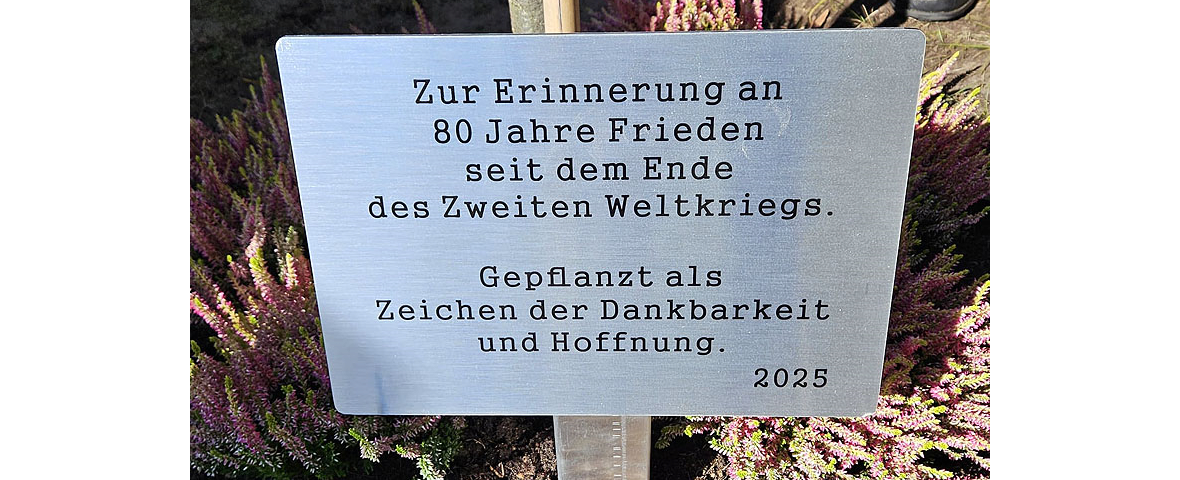 Zur Erinnerung an
80 Jahre Frieden
seit dem Ende
des Zweiten Weltkriegs.
Gepflanzt als
Zeichen der Dankbarkeit
und Hoffnung.
2025